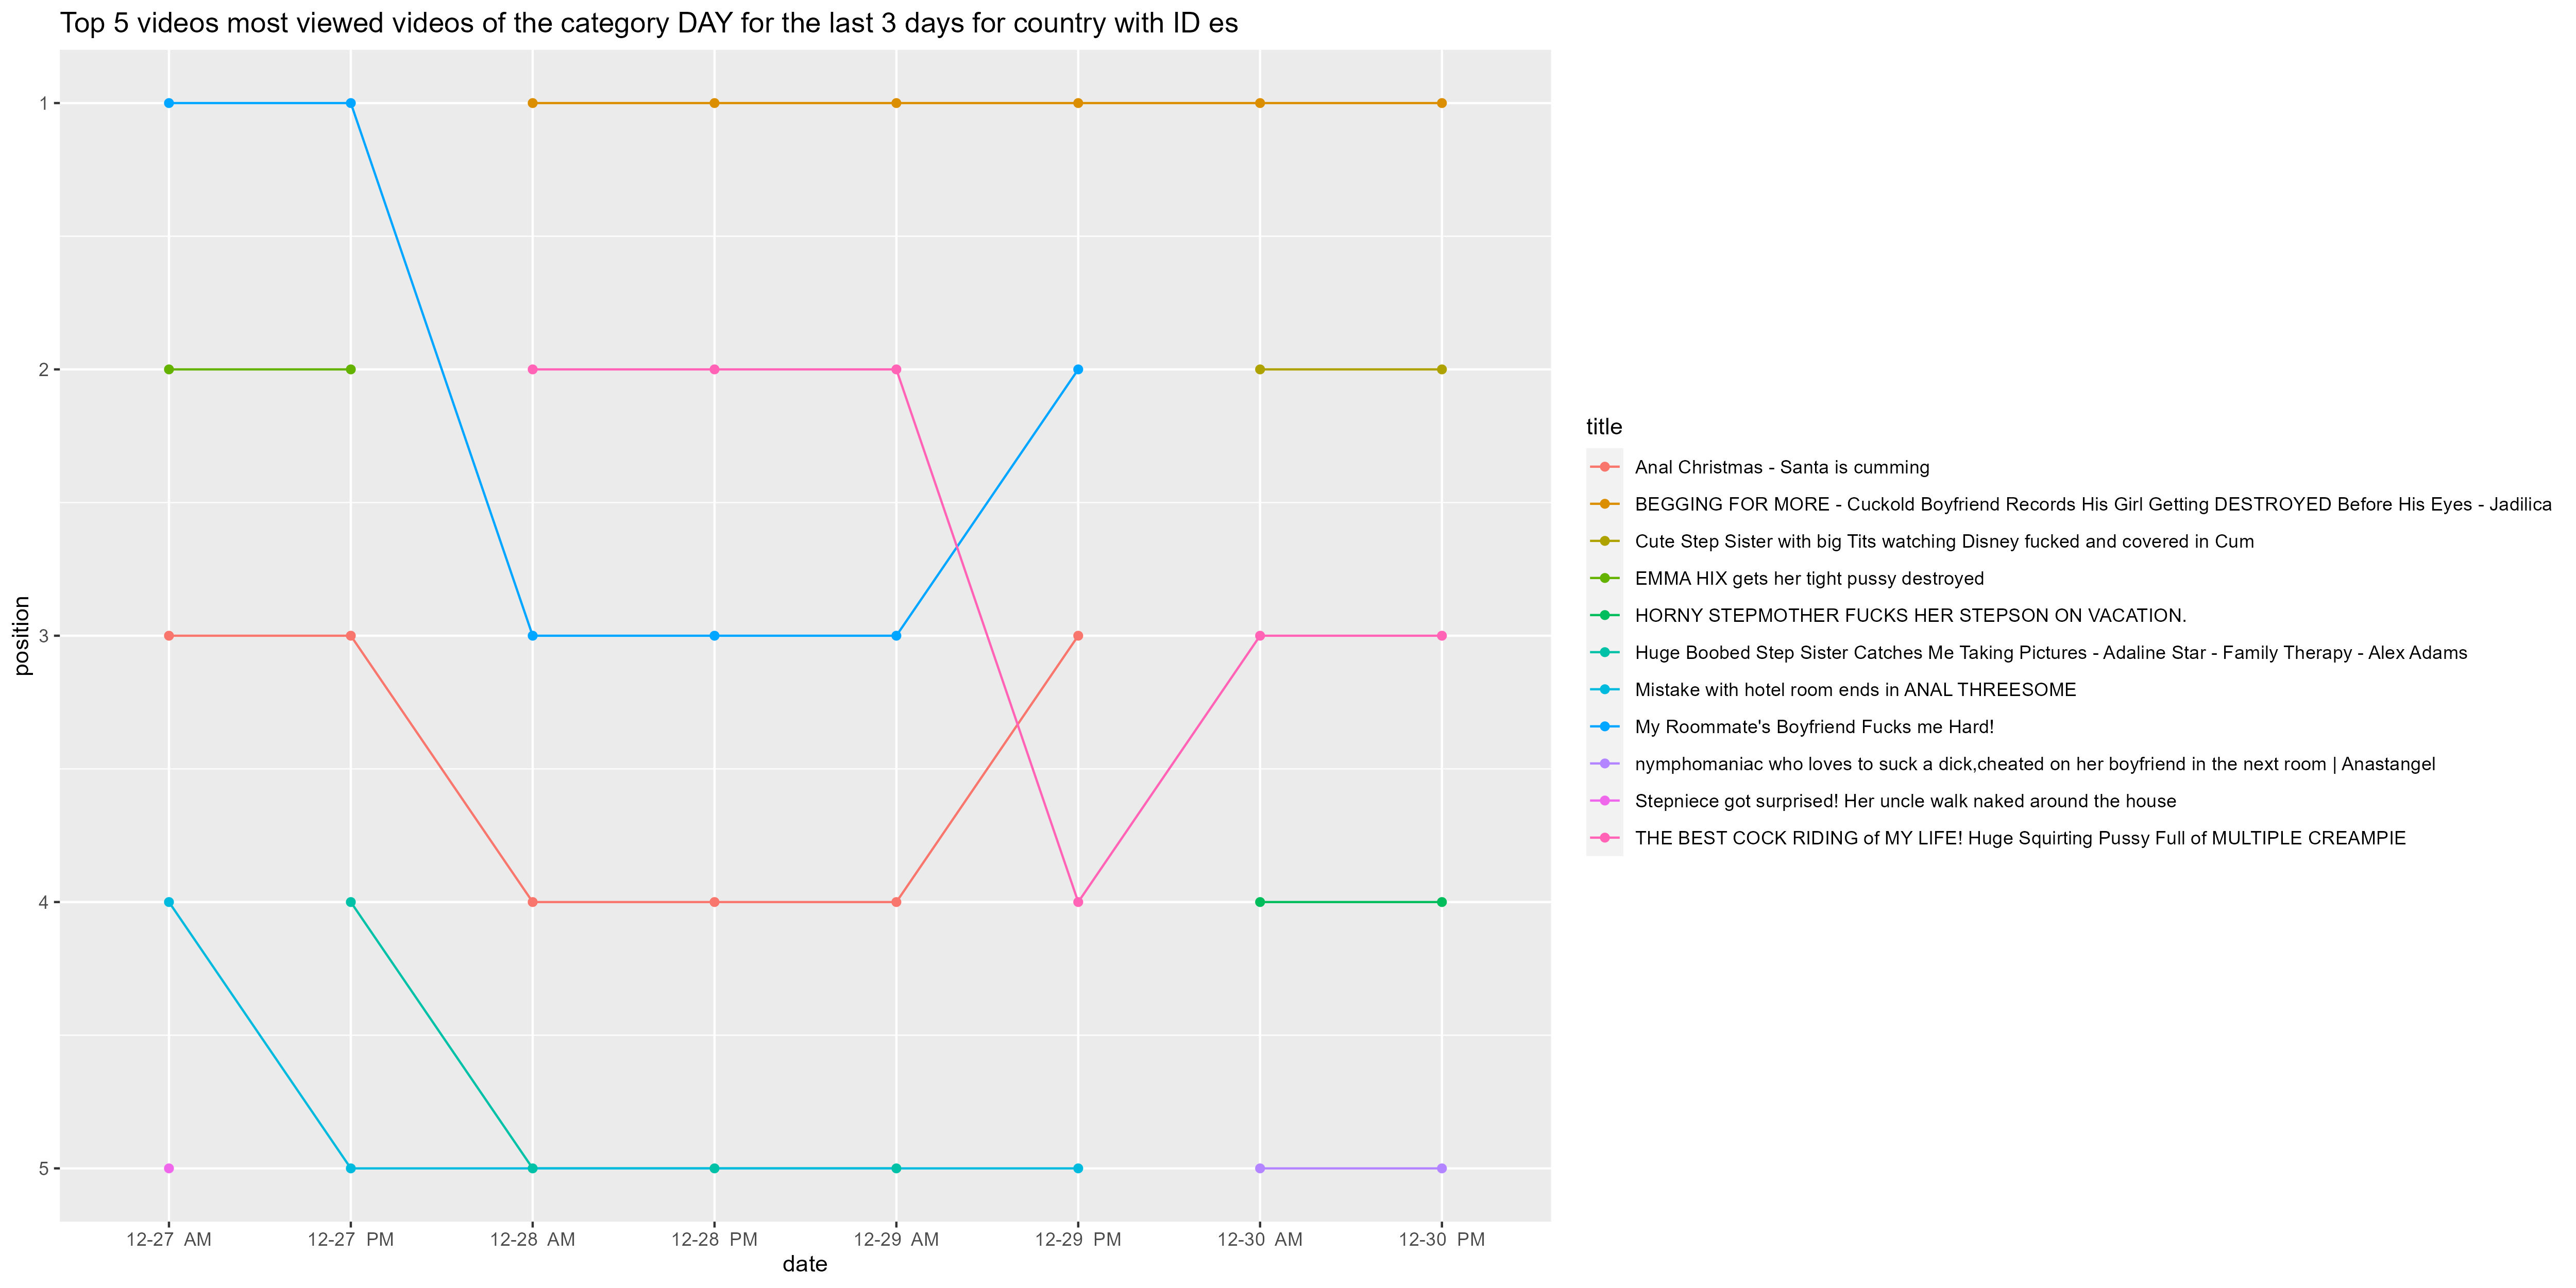 Top 5 videos most viewed videos of the category DAY for the last 3 days for country with ID es
position
1
2
3
4
5
12-27 AM
12-27 PM
12-28 AM
12-28 PM
12-29 AM
12-29 PM
12-30 AM
12-30 PM
date
title
Anal Christmas - Santa is cumming
BEGGING FOR MORE - Cuckold Boyfriend Records His Girl Getting DESTROYED Before His Eyes - Jadilica
Cute Step Sister with big Tits watching Disney fucked and covered in Cum
EMMA HIX gets her tight pussy destroyed
HORNY STEPMOTHER FUCKS HER STEPSON ON VACATION.
Huge Boobed Step Sister Catches Me Taking Pictures - Adaline Star - Family Therapy - Alex Adams
Mistake with hotel room ends in ANAL THREESOME
My Roommate's Boyfriend Fucks me Hard!
nymphomaniac who loves to suck a dick,cheated on her boyfriend in the next room | Anastangel
Stepniece got surprised! Her uncle walk naked around the house
THE BEST COCK RIDING of MY LIFE! Huge Squirting Pussy Full of MULTIPLE CREAMPIE